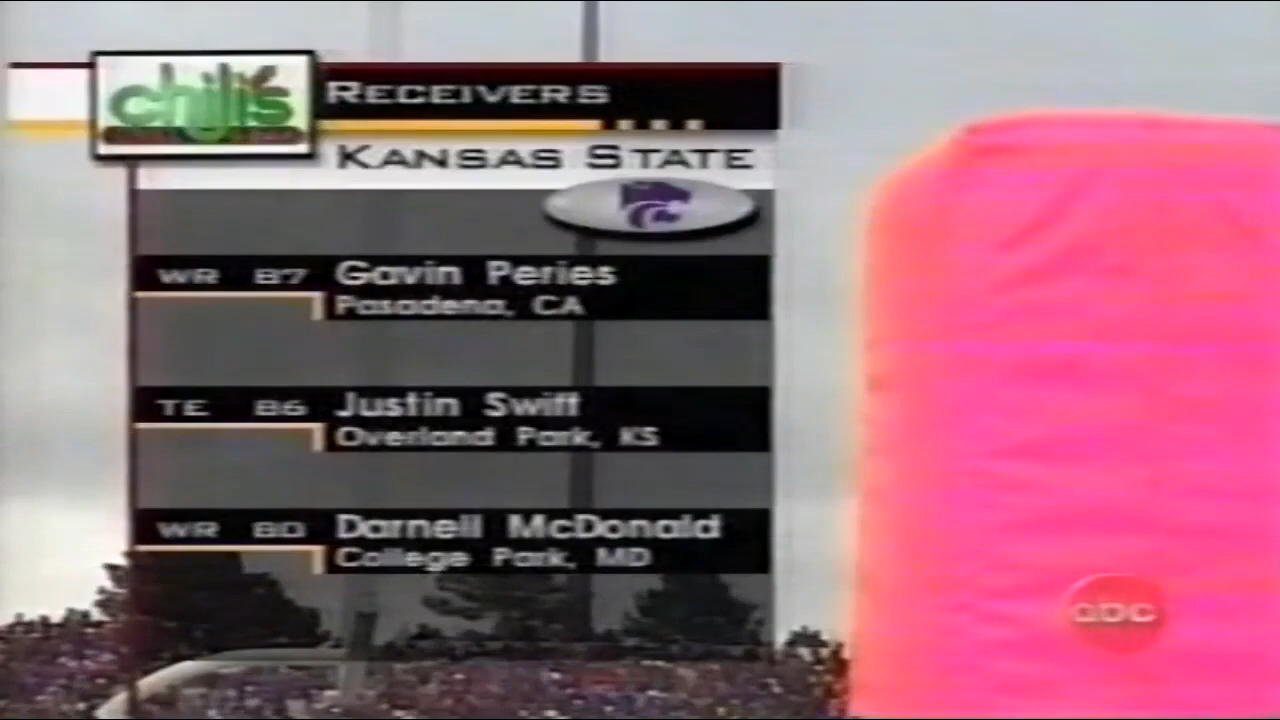 chili's
RECEIVERS
KANSAS STATE
WR 87 Gavin Peries
Pasadena, CA
TE 86 Justin Swift
Overland Park, KS
WR 80 Darnell McDonald
College Park, MD
abc